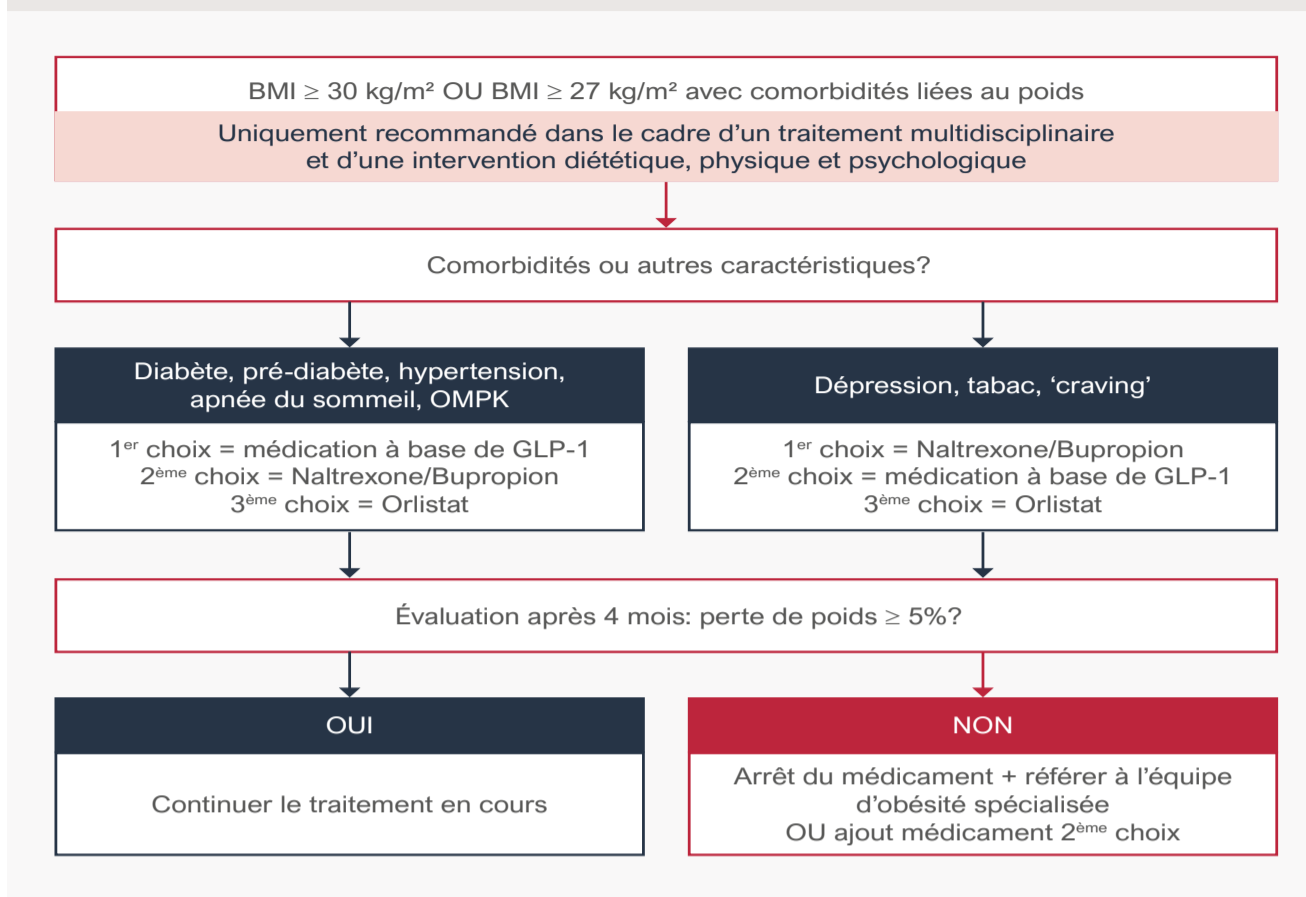 BMI ≥ 30 kg/m² OU BMI ≥ 27 kg/m² avec comorbidités liées au poids
Uniquement recommandé dans le cadre d’un traitement multidisciplinaire
et d’une intervention diététique, physique et psychologique
Comorbidités ou autres caractéristiques?
Diabète, pré-diabète, hypertension,
apnée du sommeil, OMPK
1er choix = médication à base de GLP-1
2ème choix = Naltrexone/Bupropion
3ème choix = Orlistat
Dépression, tabac, ‘craving’
1er choix = Naltrexone/Bupropion
2ème choix = médication à base de GLP-1
3ème choix = Orlistat
Évaluation après 4 mois: perte de poids ≥ 5%?
OUI
Continuer le traitement en cours
NON
Arrêt du médicament + référer à l’équipe
d’obésité spécialisée
OU ajout médicament 2ème choix